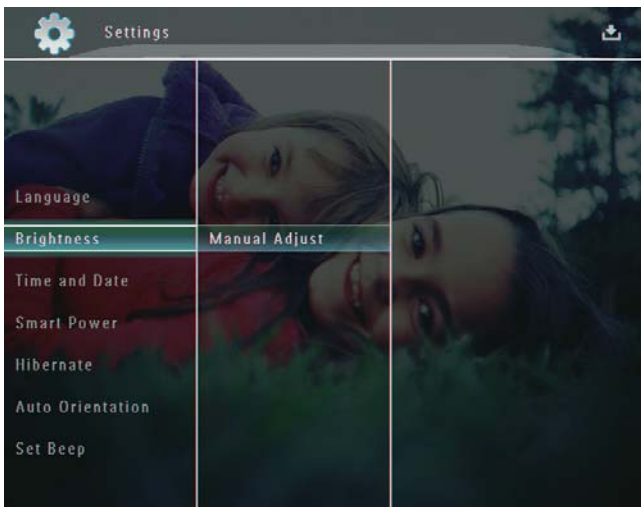 Settings
Language
Brightness
Manual Adjust
Time and Date
Smart Power
Hibernate
Auto Orientation
Set Beep